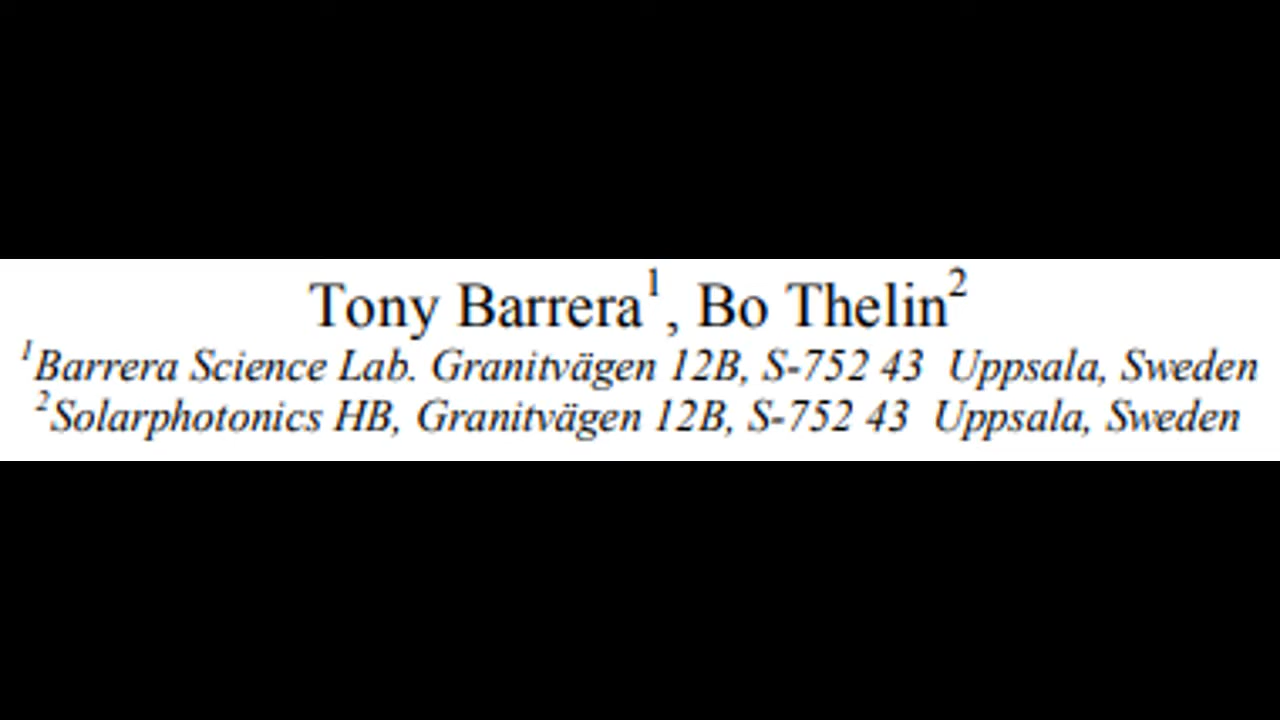 Tony Barrera¹, Bo Thelin²
¹Barrera Science Lab. Granitvägen 12B, S-752 43 Uppsala, Sweden
²Solarphotonics HB, Granitvägen 12B, S-752 43 Uppsala, Sweden